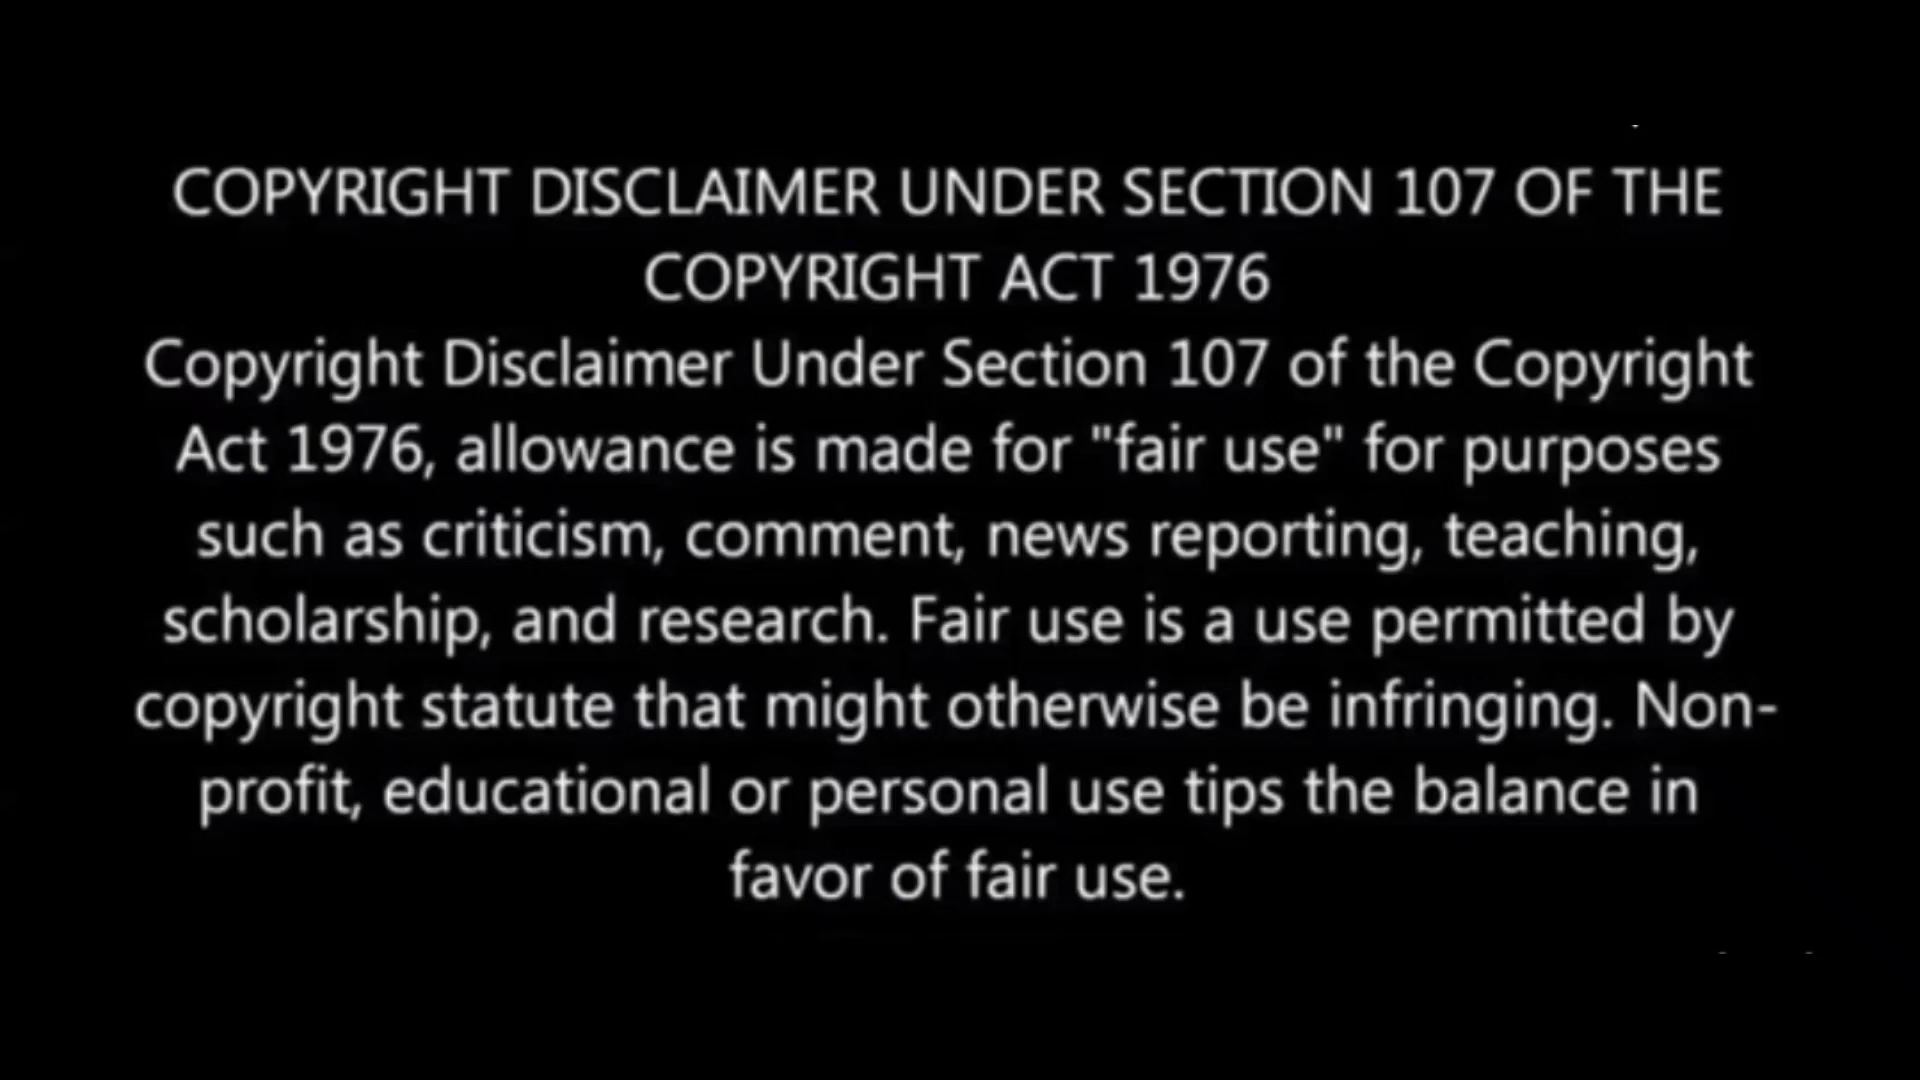 COPYRIGHT DISCLAIMER UNDER SECTION 107 OF THE
COPYRIGHT ACT 1976
Copyright Disclaimer Under Section 107 of the Copyright
Act 1976, allowance is made for "fair use" for purposes
such as criticism, comment, news reporting, teaching,
scholarship, and research. Fair use is a use permitted by
copyright statute that might otherwise be infringing. Non-
profit, educational or personal use tips the balance in
favor of fair use.